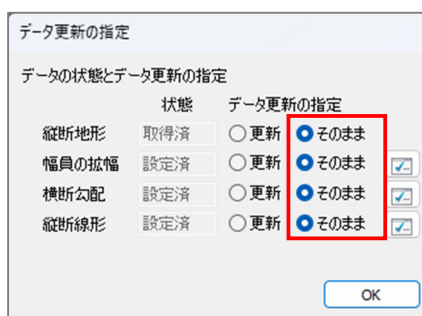 データ更新の指定
データの状態とデータ更新の指定
状態 データ更新の指定
縦断地形 取得済 更新 そのまま
幅員の拡幅 設定済 更新 そのまま
横断勾配 設定済 更新 そのまま
縦断線形 設定済 更新 そのまま
OK